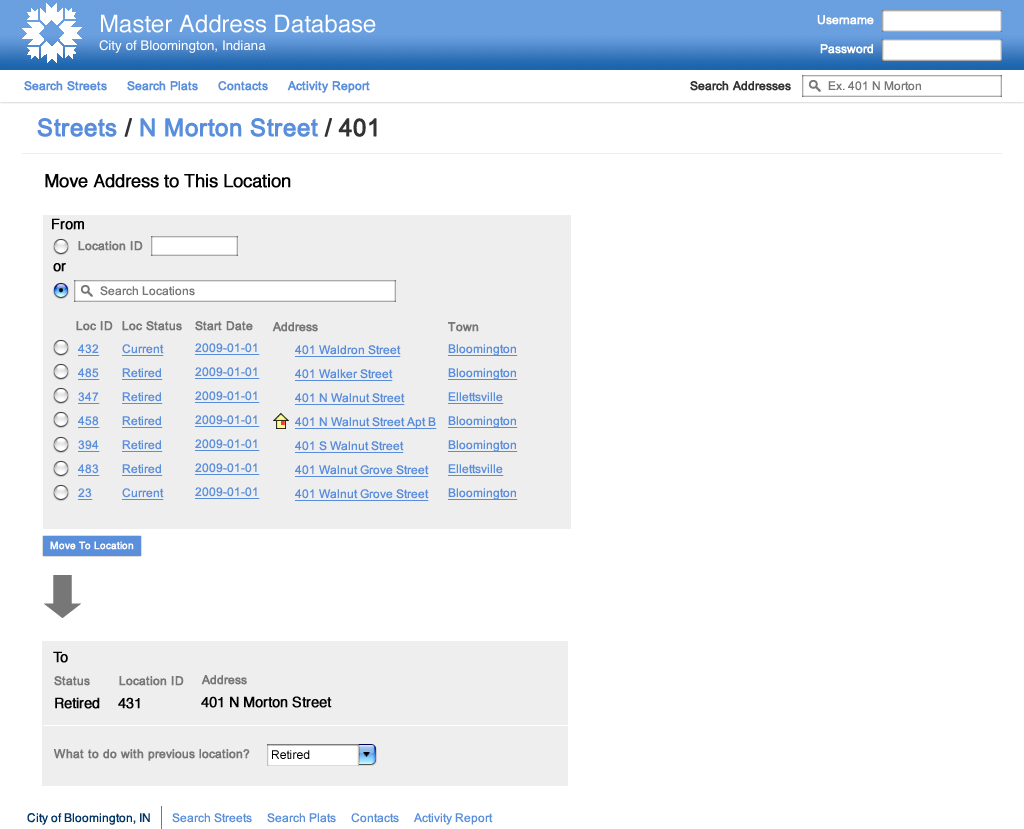 Master Address Database
City of Bloomington, Indiana
Username
Password
Search Streets Search Plats Contacts Activity Report Search Addresses Ex. 401 N Morton
Streets / N Morton Street / 401
Move Address to This Location
From
Location ID
or
Search Locations
Loc ID Loc Status Start Date Address Town
432 Current 2009-01-01 401 Waldron Street Bloomington
485 Retired 2009-01-01 401 Walker Street Bloomington
347 Retired 2009-01-01 401 N Walnut Street Ellettsville
458 Retired 2009-01-01 401 N Walnut Street Apt B Bloomington
394 Retired 2009-01-01 401 S Walnut Street Bloomington
483 Retired 2009-01-01 401 Walnut Grove Street Ellettsville
23 Current 2009-01-01 401 Walnut Grove Street Bloomington
Move To Location
To
Status Location ID Address
Retired 431 401 N Morton Street
What to do with previous location? Retired
City of Bloomington, IN Search Streets Search Plats Contacts Activity Report